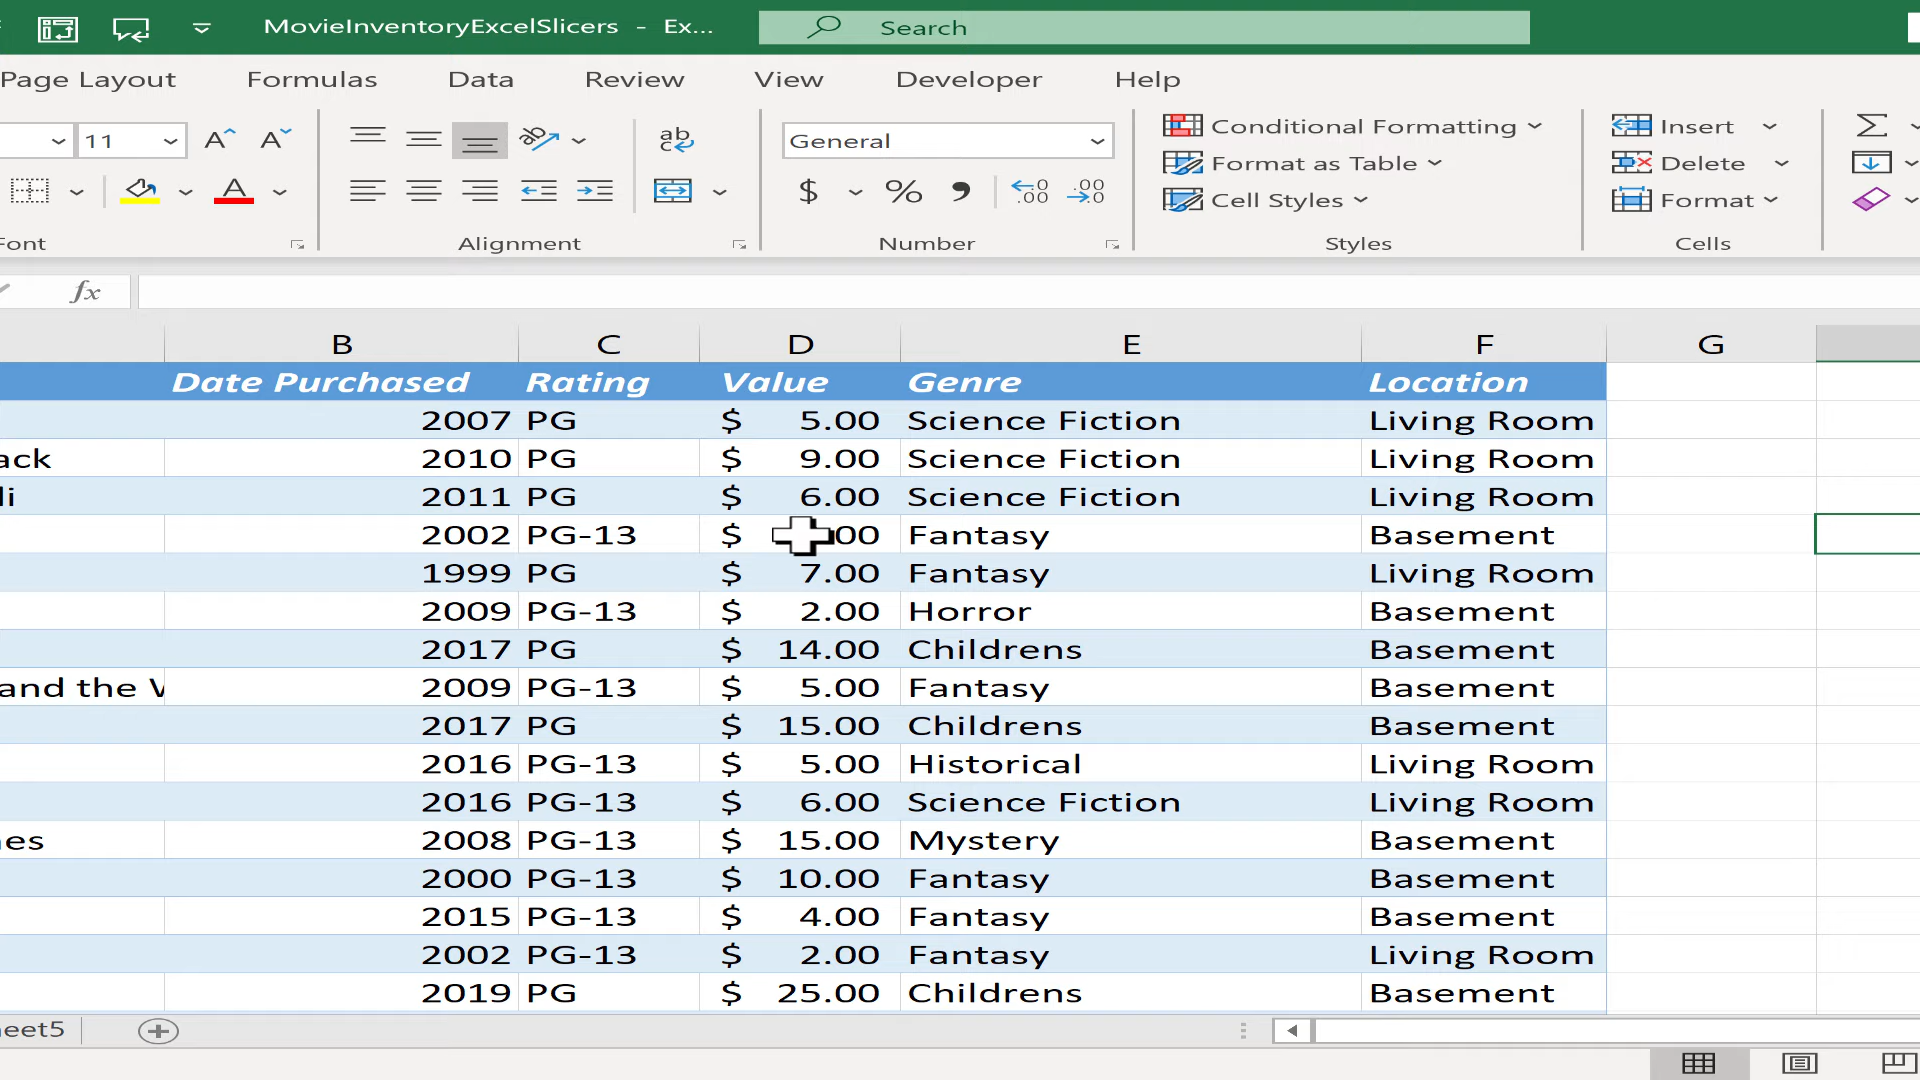 MovieInventoryExcelSlicers - Ex...
Search
Page Layout Formulas Data Review View Developer Help
11
General
Conditional Formatting
Format as Table
Cell Styles
Insert
Delete
Format
Font Alignment Number Styles Cells
fx
B C D E F G
Date Purchased Rating Value Genre Location
2007 PG $ 5.00 Science Fiction Living Room
ack 2010 PG $ 9.00 Science Fiction Living Room
li 2011 PG $ 6.00 Science Fiction Living Room
2002 PG-13 $ 00 Fantasy Basement
1999 PG $ 7.00 Fantasy Living Room
2009 PG-13 $ 2.00 Horror Basement
2017 PG $ 14.00 Childrens Basement
and the 2009 PG-13 $ 5.00 Fantasy Basement
2017 PG $ 15.00 Childrens Basement
2016 PG-13 $ 5.00 Historical Living Room
2016 PG-13 $ 6.00 Science Fiction Living Room
nes 2008 PG-13 $ 15.00 Mystery Basement
2000 PG-13 $ 10.00 Fantasy Basement
2015 PG-13 $ 4.00 Fantasy Basement
2002 PG-13 $ 2.00 Fantasy Living Room
2019 PG $ 25.00 Childrens Basement
eet5